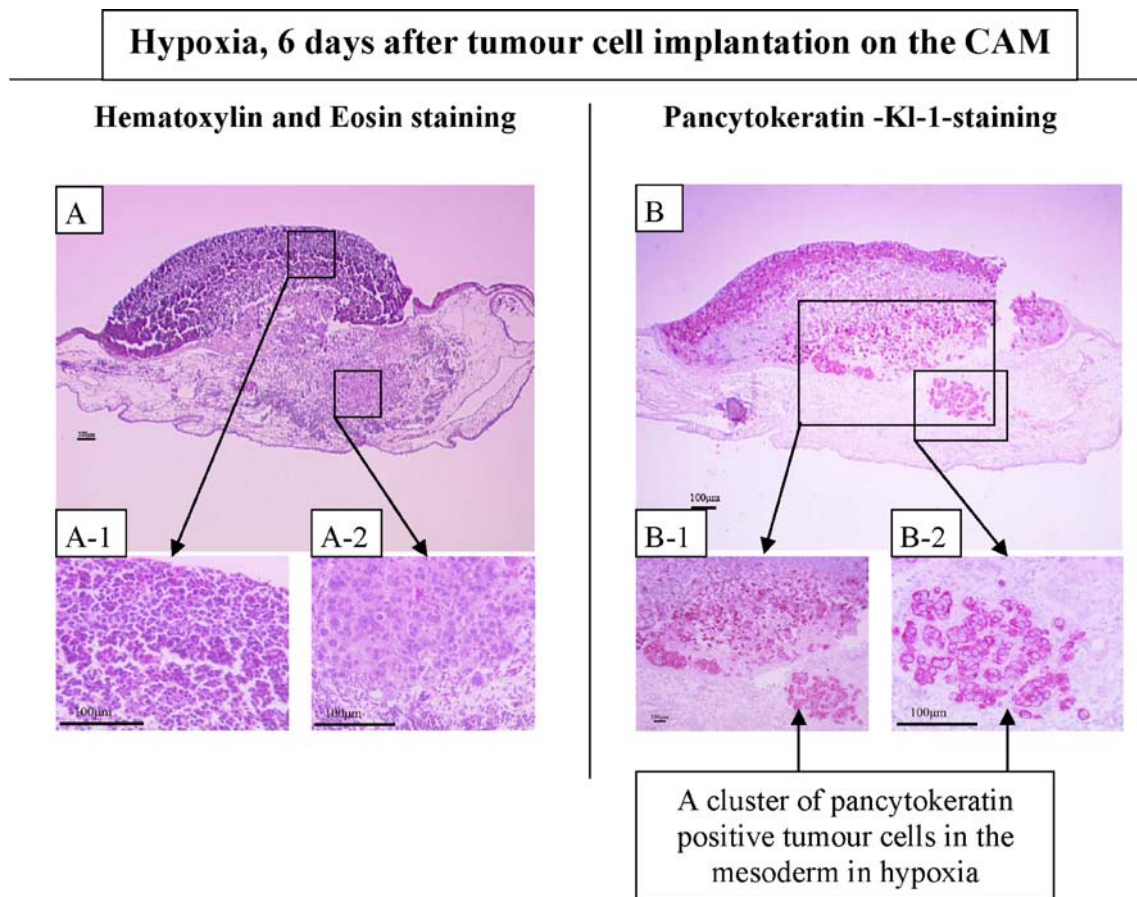 Hypoxia, 6 days after tumour cell implantation on the CAM
Hematoxylin and Eosin staining
Pancytokeratin -Kl-1-staining
A
100µm
A-1
100µm
A-2
100µm
B
100µm
B-1
100µm
B-2
100µm
A cluster of pancytokeratin
positive tumour cells in the
mesoderm in hypoxia